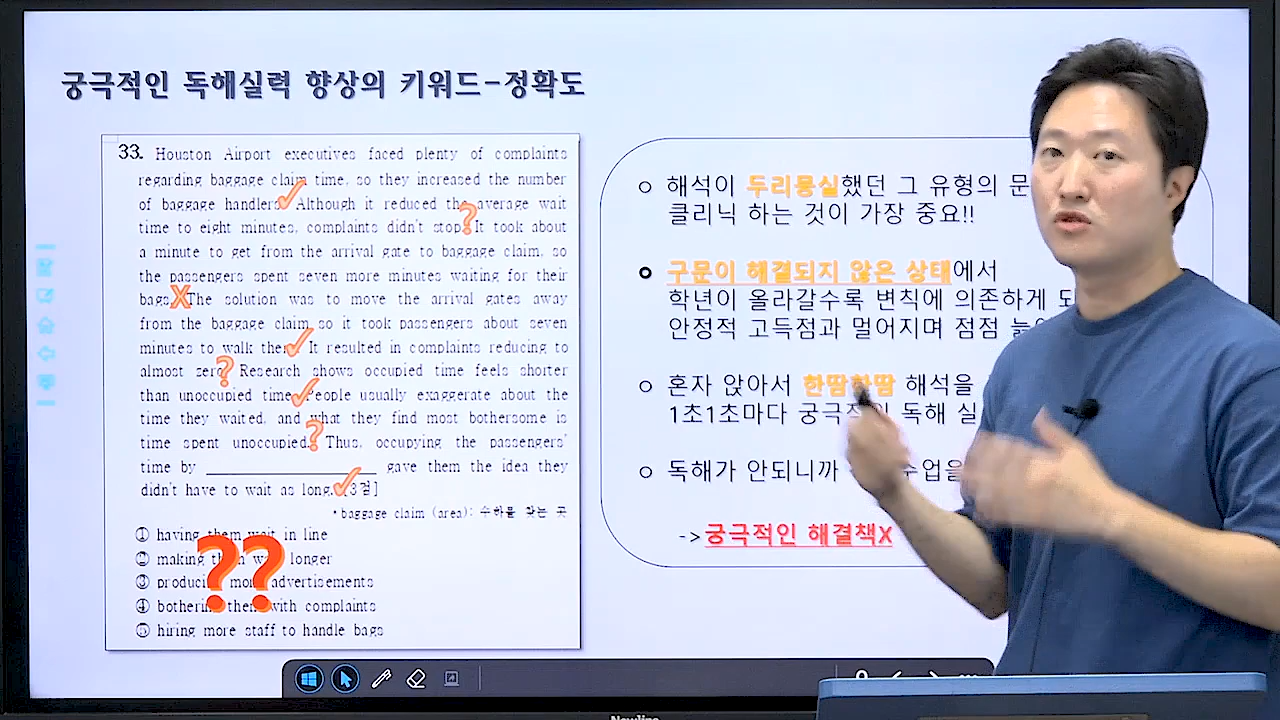 궁극적인 독해실력 향상의 키워드-정확도
33. Houston Airport executives faced plenty of complaints
regarding baggage claim time, so they increased the number
of baggage handlers. Although it reduced the average wait
time to eight minutes, complaints didn't stop. It took about
a minute to get from the arrival gate to baggage claim, so
the passengers spent seven more minutes waiting for their
bags. The solution was to move the arrival gates away
from the baggage claim so it took passengers about seven
minutes to walk there. It resulted in complaints reducing to
almost zero. Research shows occupied time feels shorter
than unoccupied time. People usually exaggerate about the
time they waited, and what they find most bothersome is
time spent unoccupied. Thus, occupying the passengers'
time by ____________ gave them the idea they
didn't have to wait as long. [3점]
* baggage claim (area): 수하물 찾는 곳
① having them wait in line
② making them walk longer
③ producing more advertisements
④ bothering them with complaints
⑤ hiring more staff to handle bags
??
해석이 두리뭉실했던 그 유형의 문
클리닉 하는 것이 가장 중요!!
구문이 해결되지 않은 상태에서
학년이 올라갈수록 변칙에 의존하게
안정적 고득점과 멀어지며 점점
혼자 앉아서 한땀한땀 해석을
1초1초마다 궁극적인 독해 실
독해가 안되니까 수업을
->궁극적인 해결책X
Newline